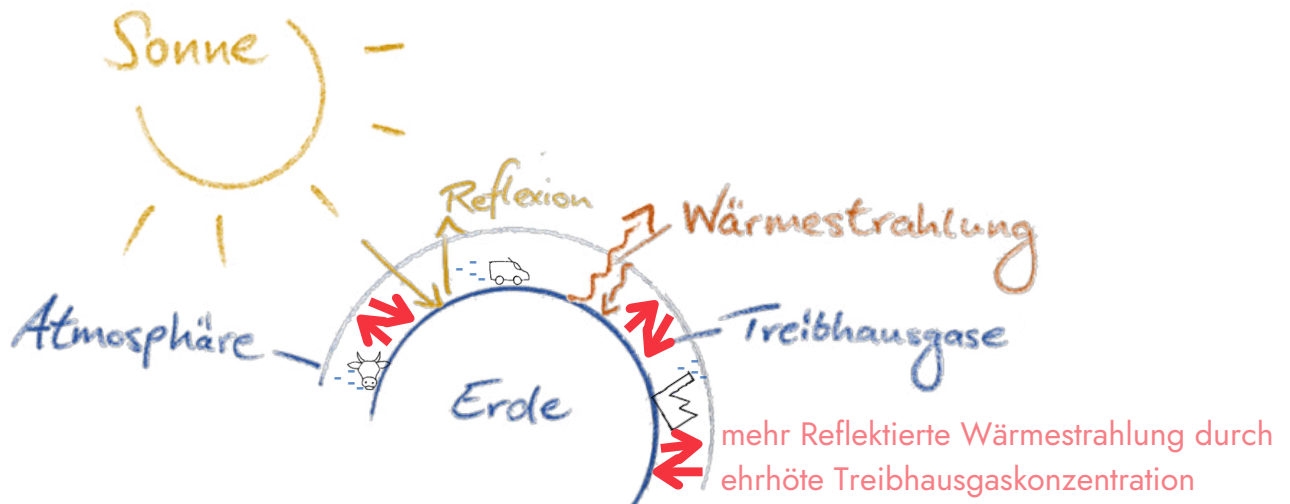 Sonne
Reflexion
Wärmestrahlung
Atmosphäre
Treibhausgase
Erde
mehr Reflektierte Wärmestrahlung durch
ehrhöte Treibhausgaskonzentration